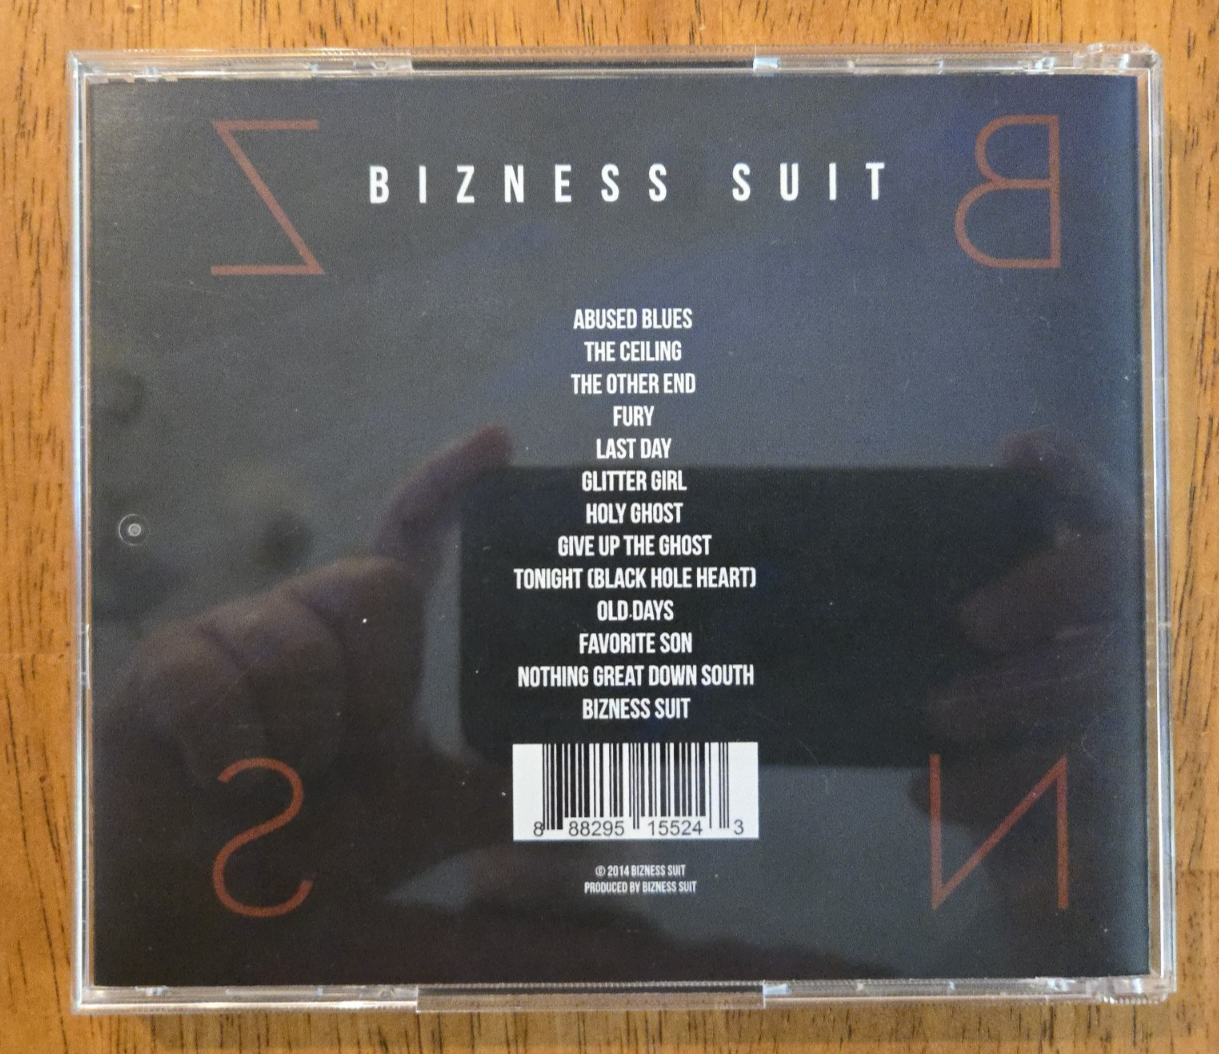 Z B
BIZNESS SUIT
ABUSED BLUES
THE CEILING
THE OTHER END
FURY
LAST DAY
GLITTER GIRL
HOLY GHOST
GIVE UP THE GHOST
TONIGHT (BLACK HOLE HEART)
OLD DAYS
FAVORITE SON
NOTHING GREAT DOWN SOUTH
BIZNESS SUIT
S N
8 88295 15524 3
© 2014 BIZNESS SUIT
PRODUCED BY BIZNESS SUIT